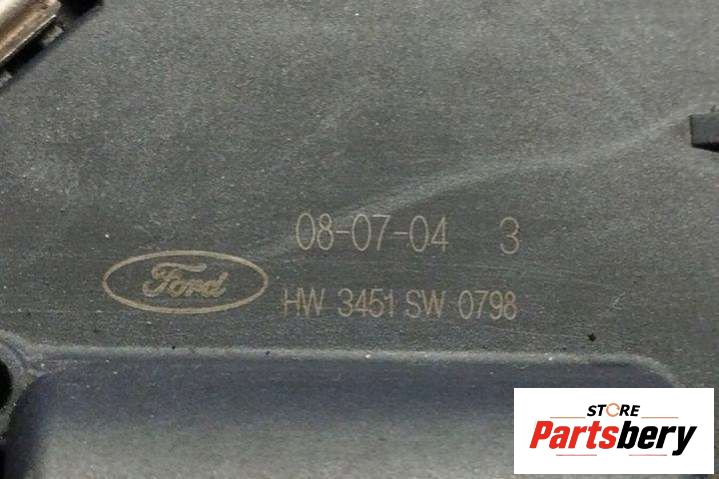 08-07-04 3
Ford
HW 3451 SW 0798
STORE
Partsbery